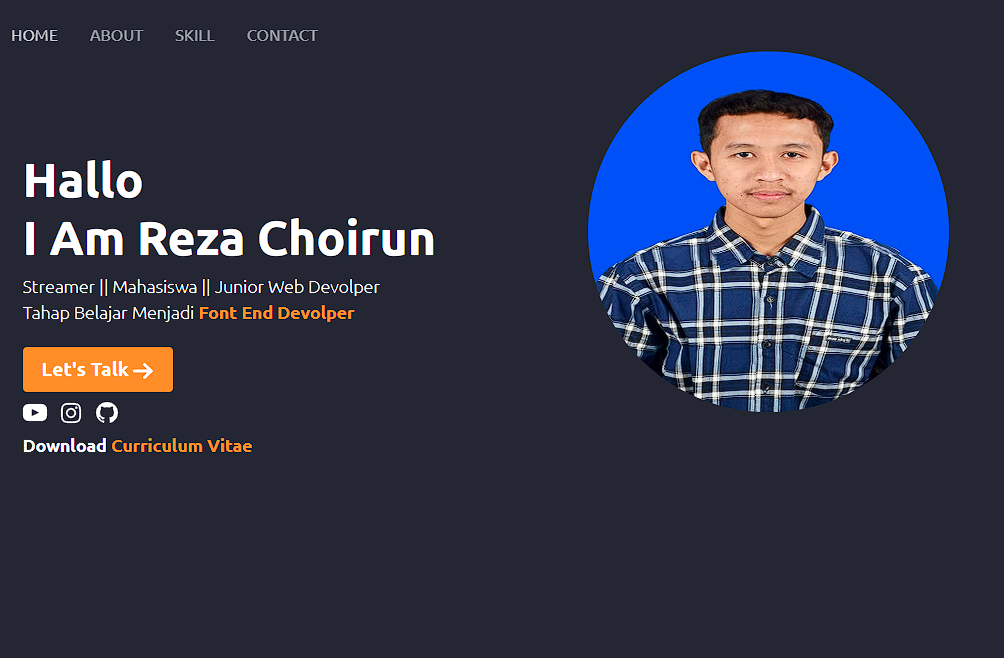 HOME ABOUT SKILL CONTACT
Hallo
I Am Reza Choirun
Streamer || Mahasiswa || Junior Web Devolper
Tahap Belajar Menjadi Font End Devolper
Let's Talk
Download Curriculum Vitae